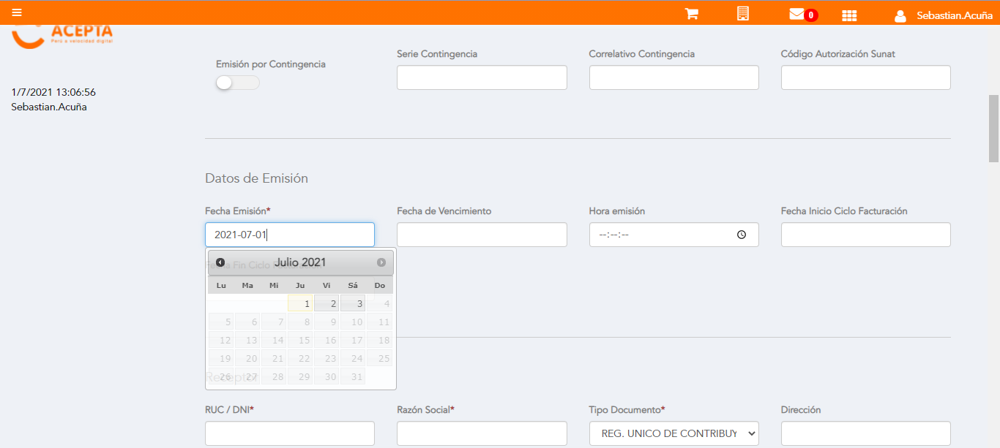 0
Sebastian.Acuña
ACEPTA
Perú a velocidad digital
1/7/2021 13:06:56
Sebastian.Acuña
Emisión por Contingencia
Serie Contingencia
Correlativo Contingencia
Código Autorización Sunat
Datos de Emisión
Fecha Emisión*
Fecha de Vencimiento
Hora emisión
Fecha Inicio Ciclo Facturación
2021-07-01
--:--:--
Fecha Fin Ciclo Facturación
Julio 2021
Lu Ma Mi Ju Vi Sá Do
1 2 3 4
5 6 7 8 9 10 11
12 13 14 15 16 17 18
19 20 21 22 23 24 25
26 27 28 29 30 31
Receptor
RUC / DNI*
Razón Social*
Tipo Documento*
Dirección
REG. UNICO DE CONTRIBUY